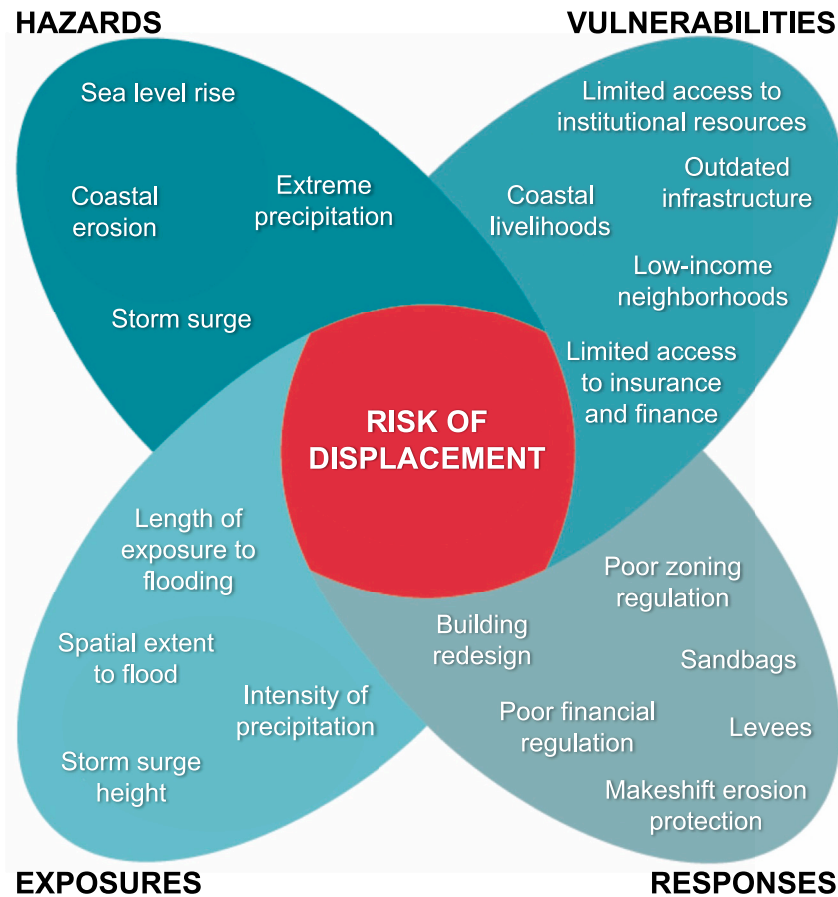 HAZARDS
Sea level rise
Coastal
erosion
Extreme
precipitation
Storm surge
VULNERABILITIES
Limited access to
institutional resources
Outdated
infrastructure
Coastal
livelihoods
Low-income
neighborhoods
Limited access
to insurance
and finance
RISK OF
DISPLACEMENT
Length of
exposure to
flooding
Spatial extent
to flood
Intensity of
precipitation
Storm surge
height
EXPOSURES
Poor zoning
regulation
Building
redesign
Sandbags
Poor financial
regulation
Levees
Makeshift erosion
protection
RESPONSES